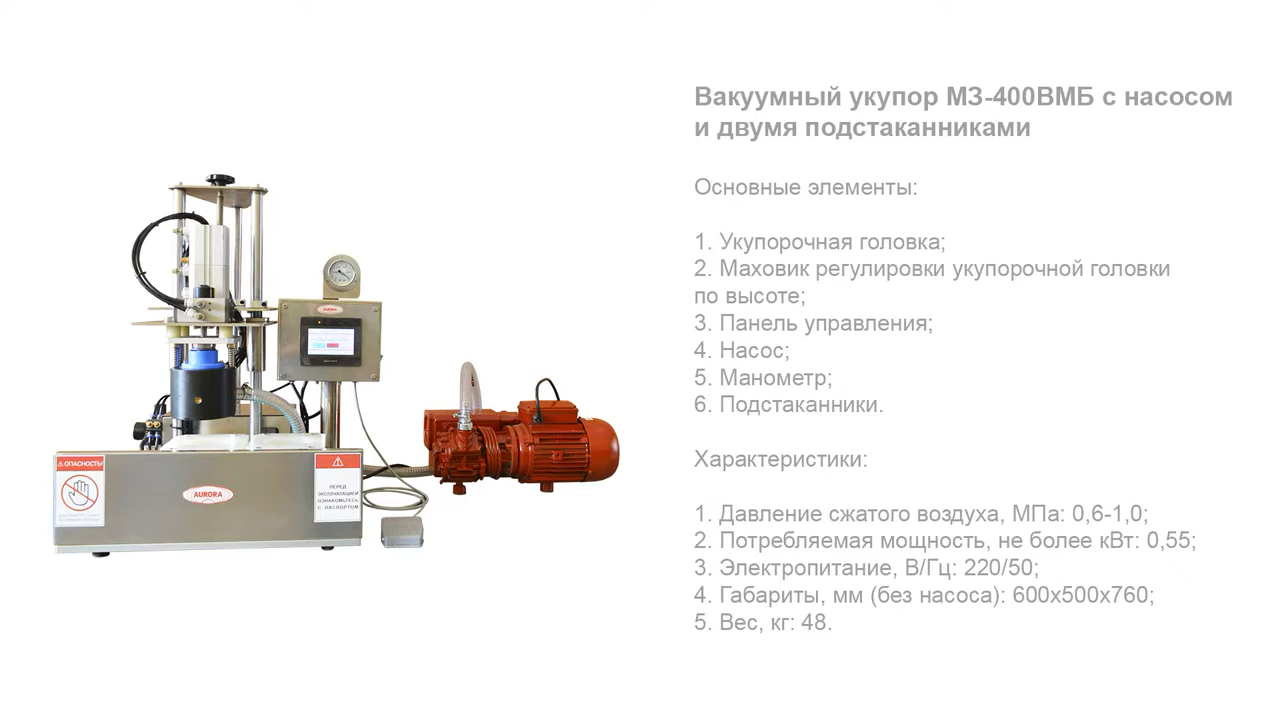 Вакуумный укупор МЗ-400ВМБ с насосом
и двумя подстаканниками
Основные элементы:
1. Укупорочная головка;
2. Маховик регулировки укупорочной головки
по высоте;
3. Панель управления;
4. Насос;
5. Манометр;
6. Подстаканники.
Характеристики:
1. Давление сжатого воздуха, МПа: 0,6-1,0;
2. Потребляемая мощность, не более кВт: 0,55;
3. Электропитание, В/Гц: 220/50;
4. Габариты, мм (без насоса): 600х500х760;
5. Вес, кг: 48.
AURORA
ОПАСНОСТЬ!
AURORA
ПЕРЕД
ЭКСПЛУАТАЦИЕЙ
ОЗНАКОМЬТЕСЬ
С ПАСПОРТОМ